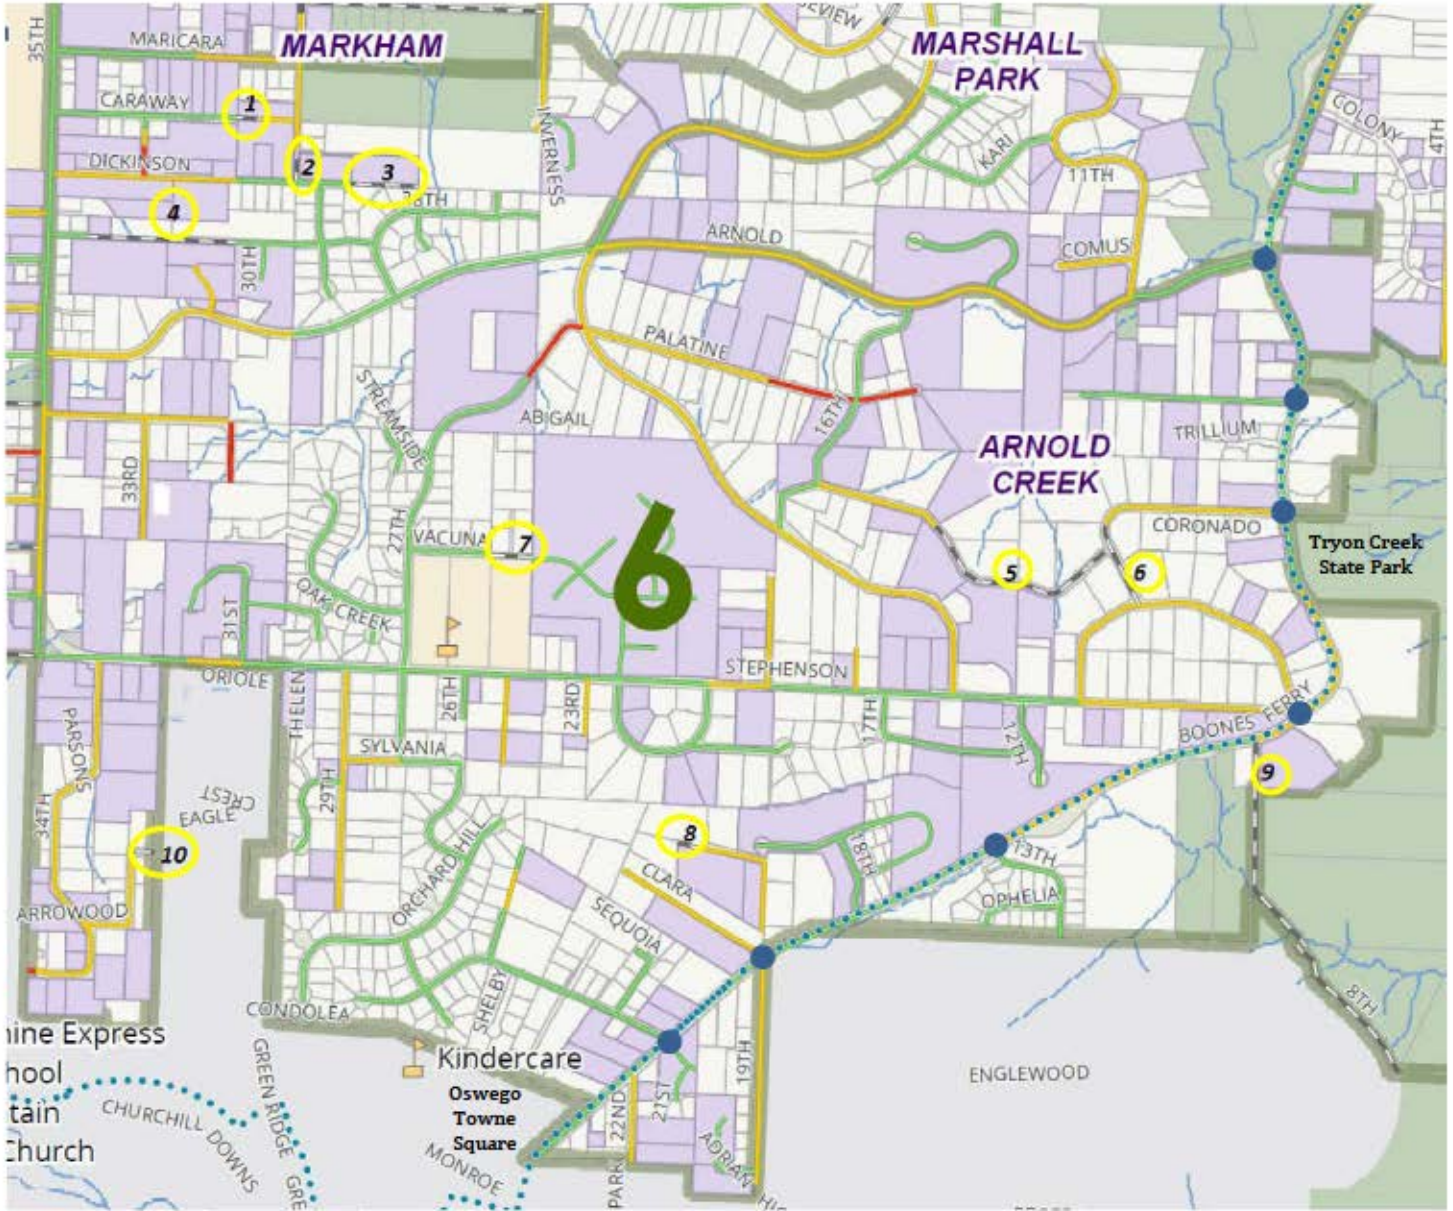 35TH
MARICARA
MARKHAM
MARSHALL
PARK
CARAWAY
1
COLONY
4TH
INVERNESS
KARI
DICKINSON
2
3
11TH
4
ARNOLD
COMUS
30TH
PALATINE
STREAMSIDE
ABIGAIL
16TH
TRILLIUM
ARNOLD
CREEK
33RD
27TH
VACUNA
7
6
CORONADO
Tryon Creek
State Park
5
6
OAK CREEK
31ST
ORIOLE
STEPHENSON
THELEN
26TH
23RD
17TH
12TH
BOONES FERRY
PARSONS
SYLVANIA
29TH
9
CREST
EAGLE
34TH
8
10
ORCHARD HILL
18TH
13TH
CLARA
OPHELIA
ARROWOOD
SEQUOIA
SHELBY
CONDOLEA
8TH
nine Express
hool
Kindercare
19TH
ENGLEWOOD
GREEN RIDGE
Oswego
Towne
Square
21ST
22ND
tain
CHURCHILL DOWNS
Church
MONROE
PARK
ADRIAN
GRE